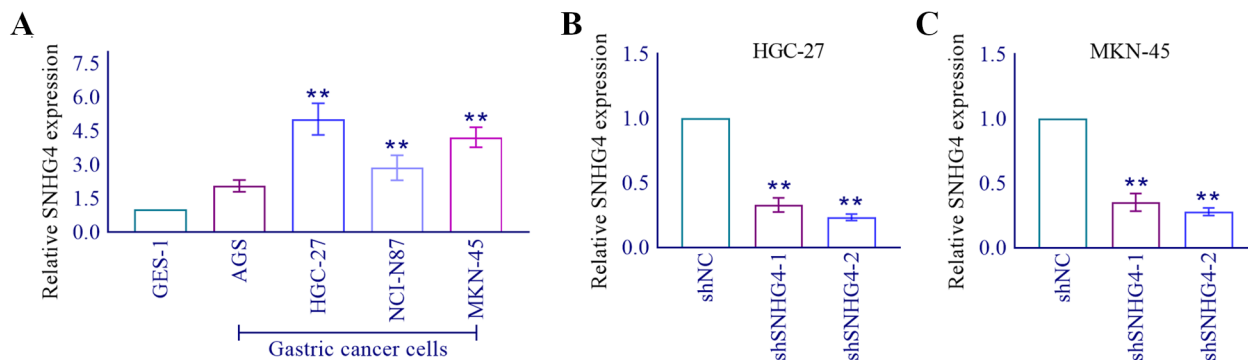 A
Relative SNHG4 expression
7.5
6.0
4.5
3.0
1.5
0.0
**
**
**
GES-1
AGS
HGC-27
NCI-N87
MKN-45
Gastric cancer cells
B
HGC-27
Relative SNHG4 expression
1.5
1.0
0.5
0.0
**
**
shNC
shSNHG4-1
shSNHG4-2
C
MKN-45
Relative SNHG4 expression
1.5
1.0
0.5
0.0
**
**
shNC
shSNHG4-1
shSNHG4-2